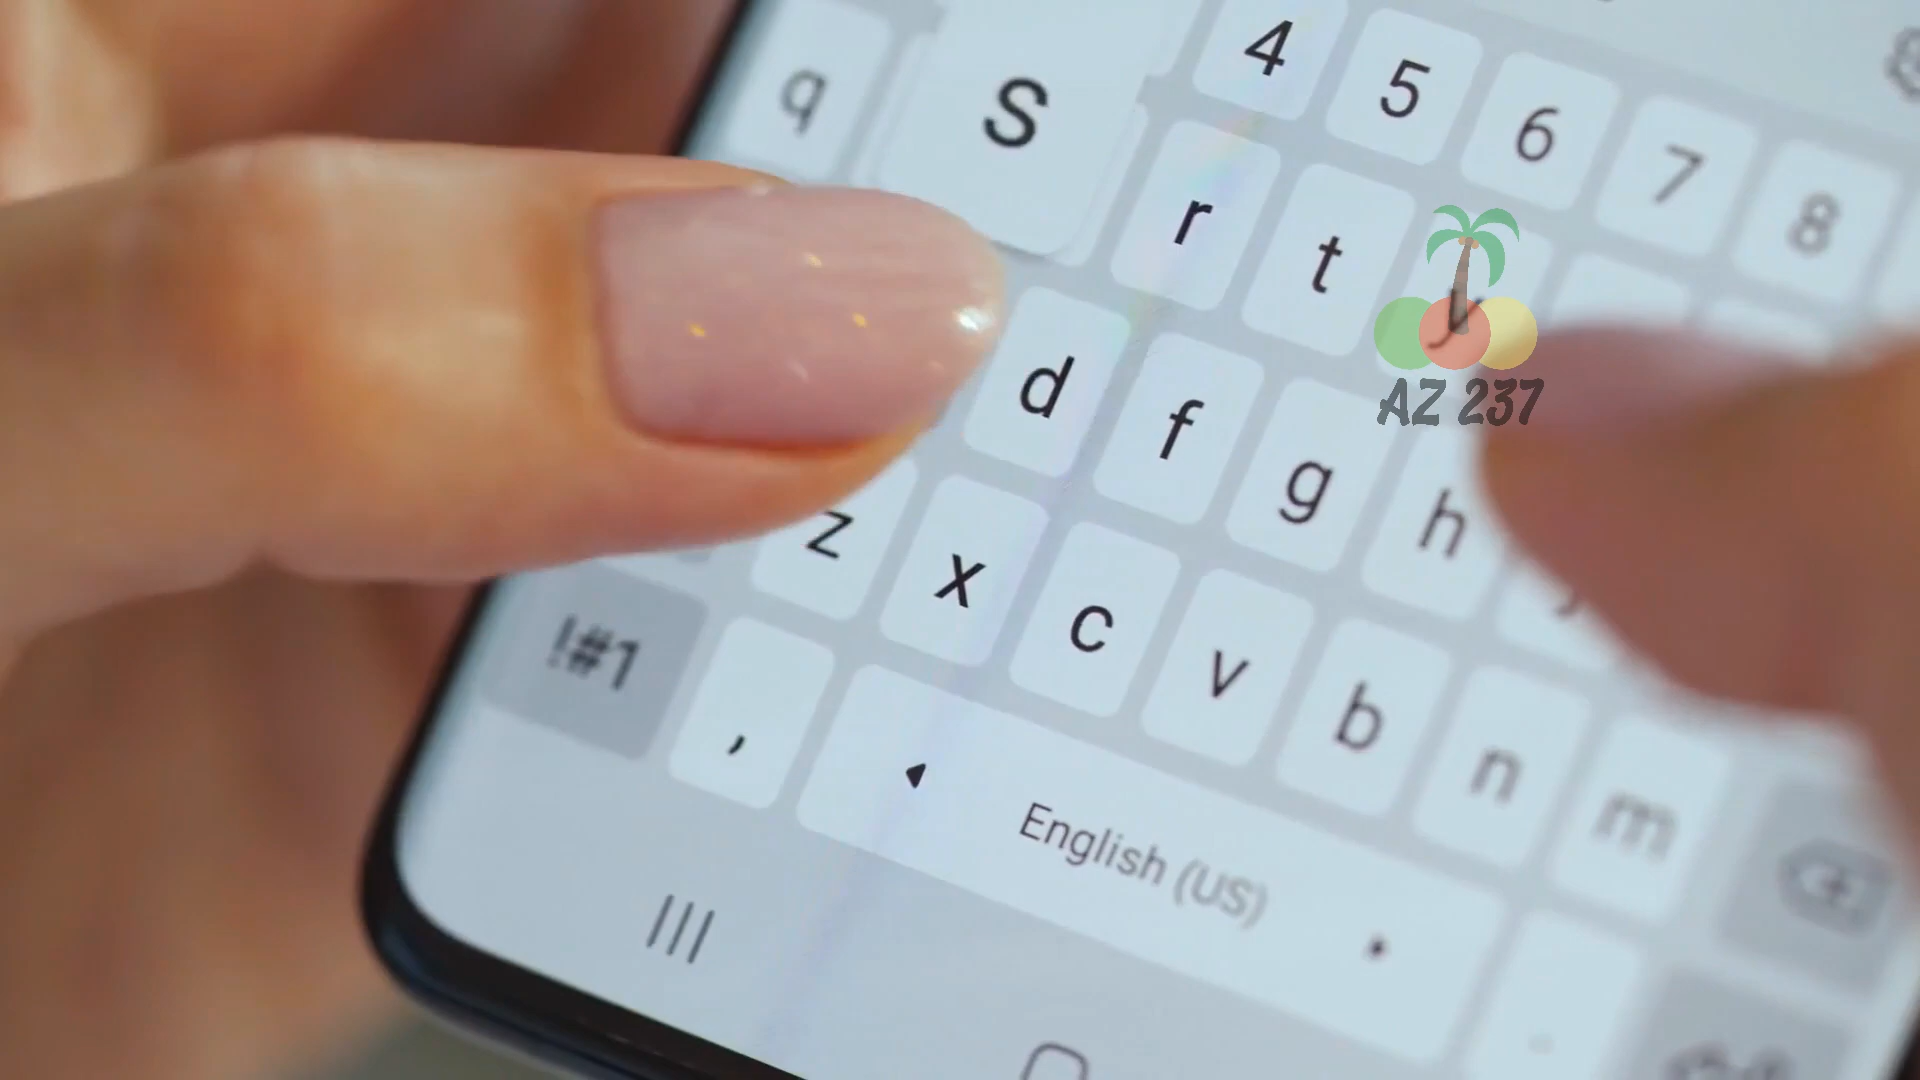 4 5 6 7 8
q S r t y
d f g h
z x c v b n m
!#1 , English (US) .
AZ 237